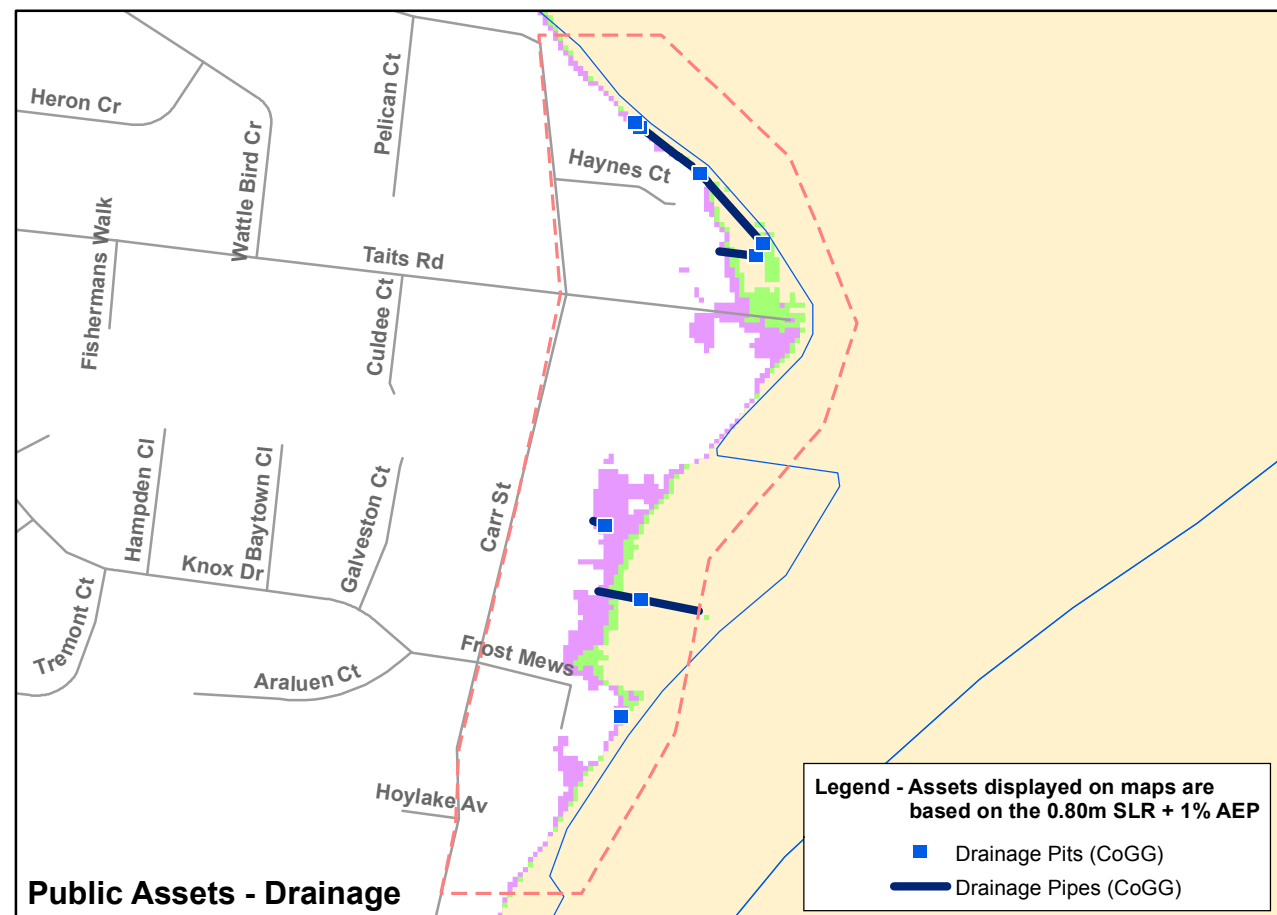 Heron Cr
Wattle Bird Cr
Pelican Ct
Haynes Ct
Fishermans Walk
Taits Rd
Culdee Ct
Hampden Cl
Baytown Cl
Galveston Ct
Carr St
Knox Dr
Tremont Ct
Araluen Ct
Frost Mews
Hoylake Av
Legend - Assets displayed on maps are
based on the 0.80m SLR + 1% AEP
Drainage Pits (CoGG)
Drainage Pipes (CoGG)
Public Assets - Drainage